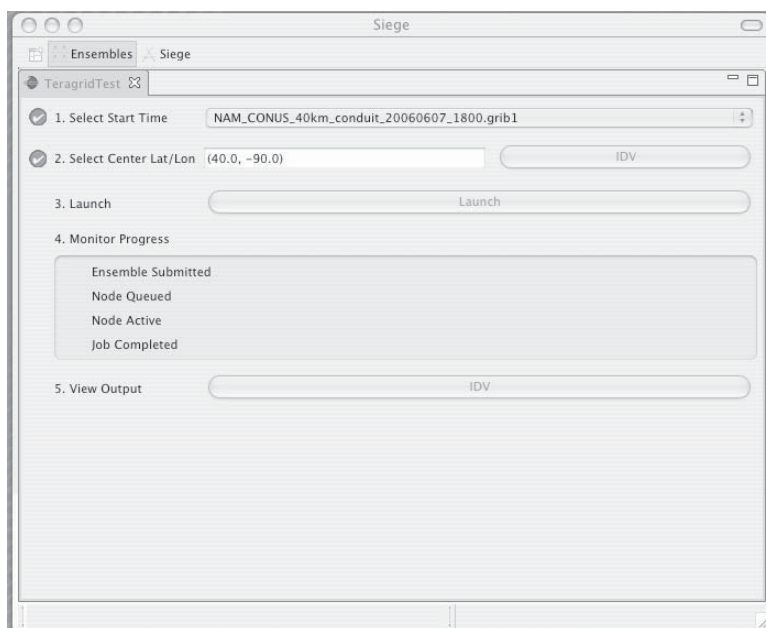 Siege
Ensembles Siege
TeragridTest
1. Select Start Time NAM_CONUS_40km_conduit_20060607_1800.grib1
2. Select Center Lat/Lon (40.0, -90.0) IDV
3. Launch Launch
4. Monitor Progress
Ensemble Submitted
Node Queued
Node Active
Job Completed
5. View Output IDV